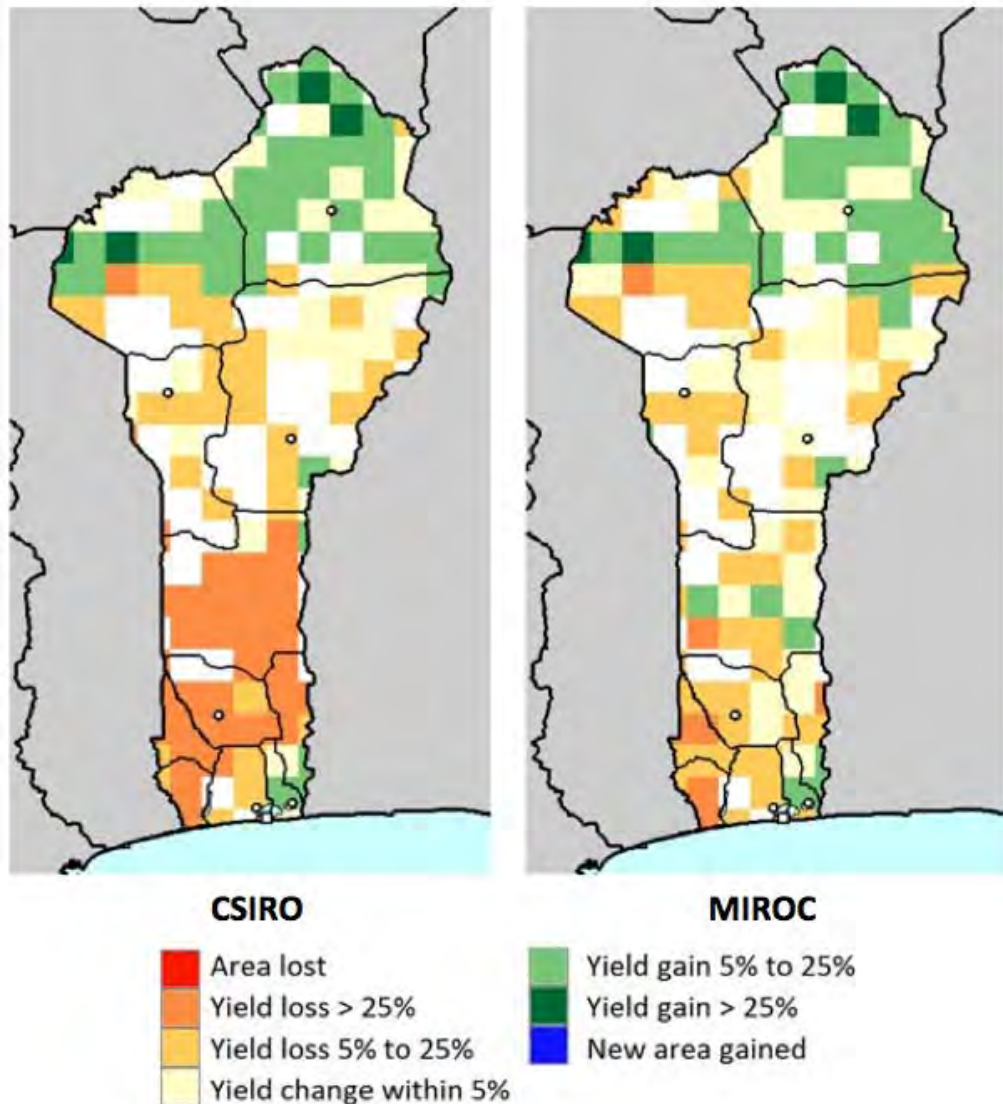 CSIRO
MIROC
Area lost
Yield loss > 25%
Yield loss 5% to 25%
Yield change within 5%
Yield gain 5% to 25%
Yield gain > 25%
New area gained